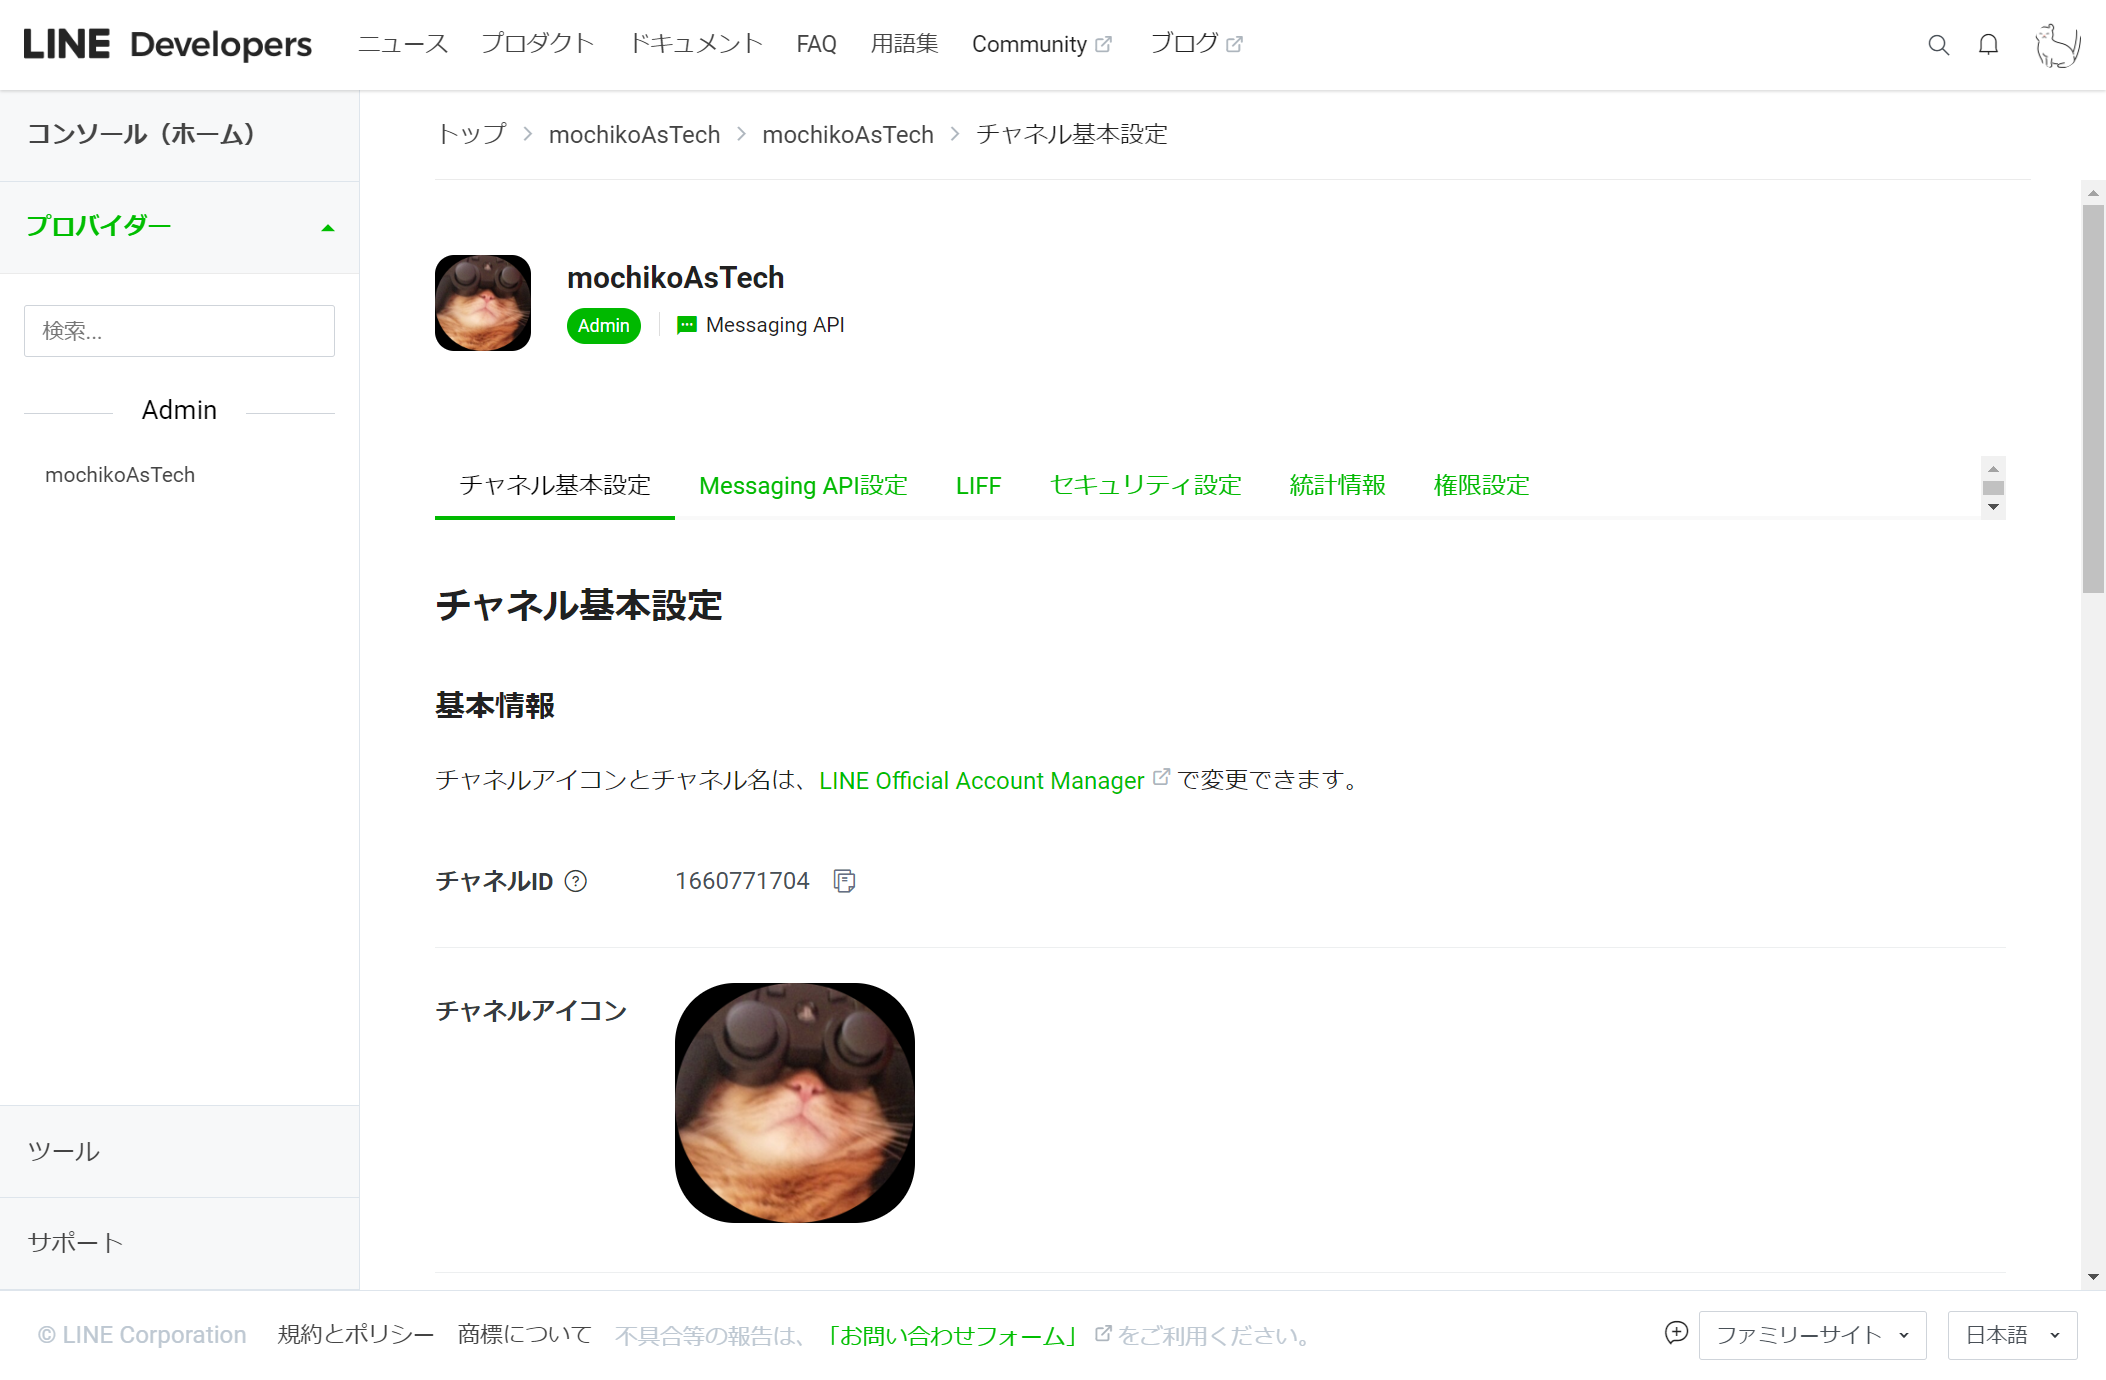 LINE Developers ニュース プロダクト ドキュメント FAQ 用語集 Community ブログ
コンソール（ホーム）
プロバイダー
検索...
Admin
mochikoAsTech
ツール
サポート
トップ > mochikoAsTech > mochikoAsTech > チャネル基本設定
mochikoAsTech
Admin Messaging API
チャネル基本設定 Messaging API設定 LIFF セキュリティ設定 統計情報 権限設定
チャネル基本設定
基本情報
チャネルアイコンとチャネル名は、LINE Official Account Manager で変更できます。
チャネルID ? 1660771704
チャネルアイコン
© LINE Corporation 規約とポリシー 商標について 不具合等の報告は、「お問い合わせフォーム」 をご利用ください。 ファミリーサイト 日本語